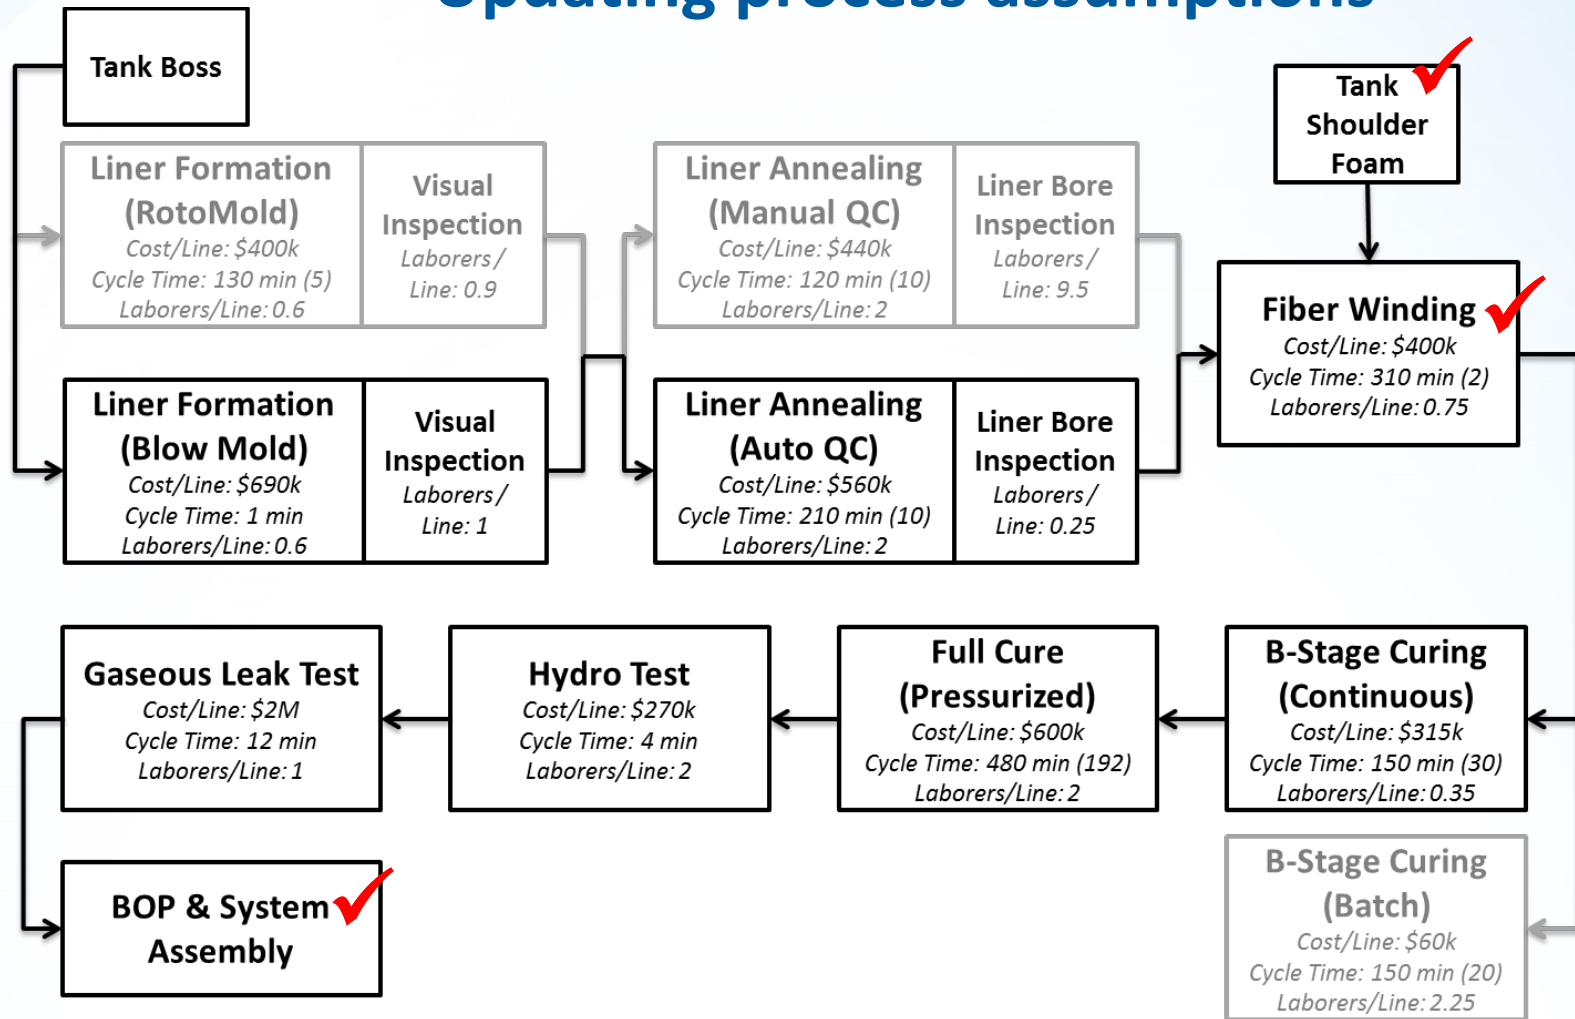 Updating process assumptions
Tank Boss
Tank
Shoulder
Foam
Liner Formation
(RotoMold)
Cost/Line: $400k
Cycle Time: 130 min (5)
Laborers/Line: 0.6
Visual
Inspection
Laborers /
Line: 0.9
Liner Annealing
(Manual QC)
Cost/Line: $440k
Cycle Time: 120 min (10)
Laborers/Line: 2
Liner Bore
Inspection
Laborers /
Line: 9.5
Fiber Winding
Cost/Line: $400k
Cycle Time: 310 min (2)
Laborers/Line: 0.75
Liner Formation
(Blow Mold)
Cost/Line: $690k
Cycle Time: 1 min
Laborers/Line: 0.6
Visual
Inspection
Laborers /
Line: 1
Liner Annealing
(Auto QC)
Cost/Line: $560k
Cycle Time: 210 min (10)
Laborers/Line: 2
Liner Bore
Inspection
Laborers /
Line: 0.25
Gaseous Leak Test
Cost/Line: $2M
Cycle Time: 12 min
Laborers/Line: 1
Hydro Test
Cost/Line: $270k
Cycle Time: 4 min
Laborers/Line: 2
Full Cure
(Pressurized)
Cost/Line: $600k
Cycle Time: 480 min (192)
Laborers/Line: 2
B-Stage Curing
(Continuous)
Cost/Line: $315k
Cycle Time: 150 min (30)
Laborers/Line: 0.35
BOP & System
Assembly
B-Stage Curing
(Batch)
Cost/Line: $60k
Cycle Time: 150 min (20)
Laborers/Line: 2.25